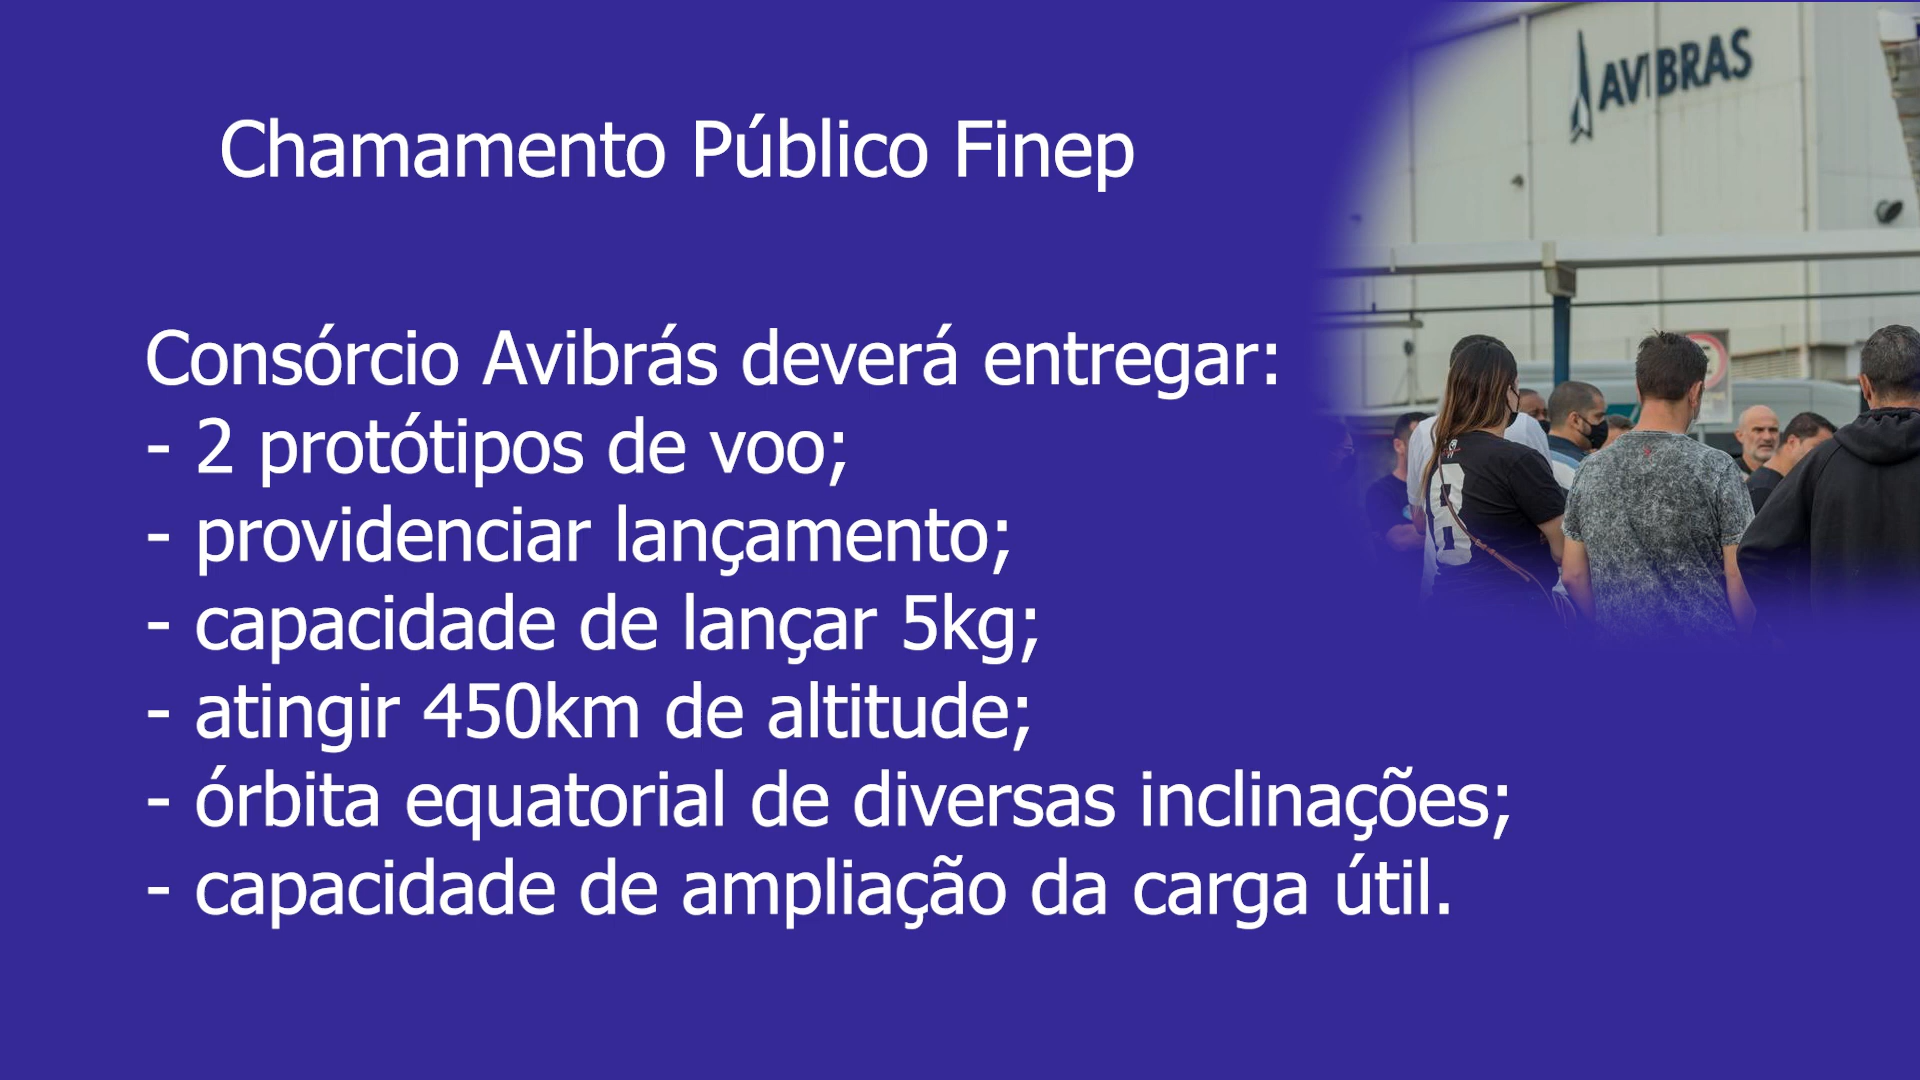 AVIBRAS
Chamamento Público Finep
Consórcio Avibrás deverá entregar:
- 2 protótipos de voo;
- providenciar lançamento;
- capacidade de lançar 5kg;
- atingir 450km de altitude;
- órbita equatorial de diversas inclinações;
- capacidade de ampliação da carga útil.